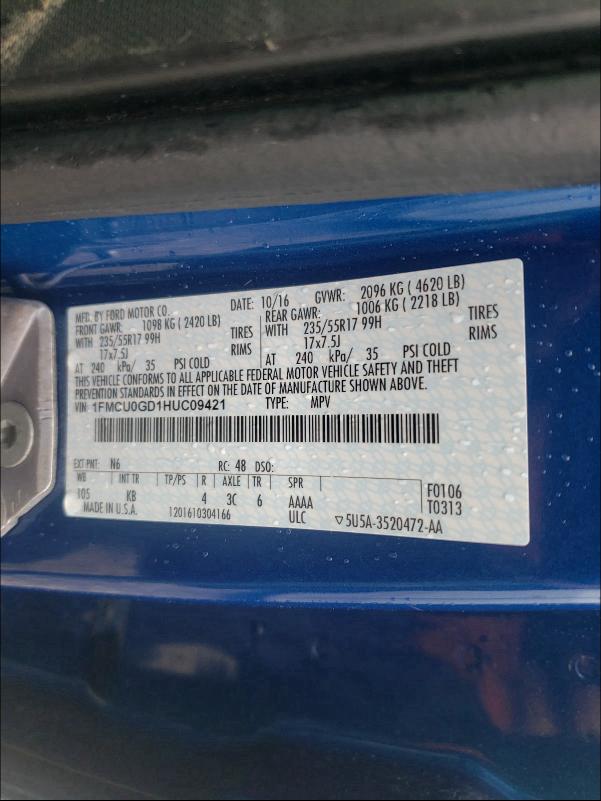 MFD. BY FORD MOTOR CO. DATE: 10/16 GVWR: 2096 KG ( 4620 LB)
FRONT GAWR: 1098 KG ( 2420 LB) REAR GAWR: 1006 KG ( 2218 LB)
WITH 235/55R17 99H TIRES WITH 235/55R17 99H TIRES
17x7.5J RIMS 17x7.5J RIMS
AT 240 kPa/ 35 PSI COLD AT 240 kPa/ 35 PSI COLD
THIS VEHICLE CONFORMS TO ALL APPLICABLE FEDERAL MOTOR VEHICLE SAFETY AND THEFT
PREVENTION STANDARDS IN EFFECT ON THE DATE OF MANUFACTURE SHOWN ABOVE.
VIN: 1FMCU0GD1HUC09421 TYPE: MPV
EXT PNT: N6 RC: 48 DSO:
WB INT TR TP/PS R AXLE TR SPR
105 KB 4 3C 6 AAAA F0106
MADE IN U.S.A. 1201610304166 ULC T0313
▽5U5A-3520472-AA